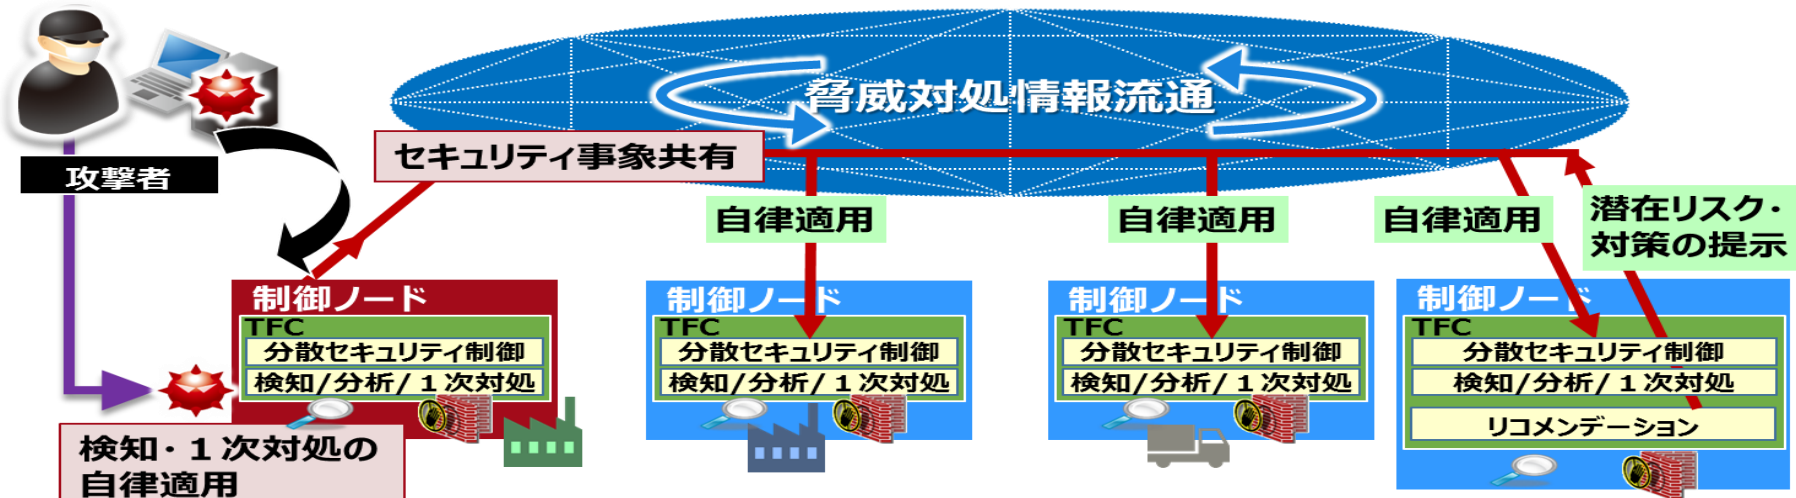 脅威対処情報流通
セキュリティ事象共有
攻撃者
自律適用
自律適用
自律適用
潜在リスク・
対策の提示
制御ノード
TFC
分散セキュリティ制御
検知/分析/１次対処
制御ノード
TFC
分散セキュリティ制御
検知/分析/１次対処
制御ノード
TFC
分散セキュリティ制御
検知/分析/１次対処
制御ノード
TFC
分散セキュリティ制御
検知/分析/１次対処
リコメンデーション
検知・１次対処の
自律適用